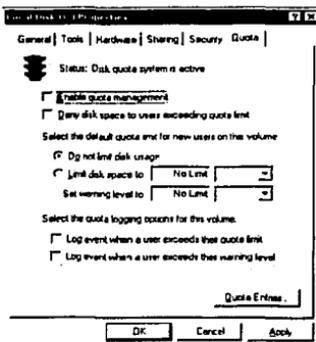 Local Disk (C:) Properties
General Tools Hardware Sharing Security Quota
Status: Disk quota system is active
Enable quota management
Deny disk space to users exceeding quota limit
Select the default quota limit for new users on this volume
Do not limit disk usage
Limit disk space to No Limit
Set warning level to No Limit
Select the quota logging options for this volume.
Log event when a user exceeds their quota limit
Log event when a user exceeds their warning level
Quota Entries.
OK Cancel Apply